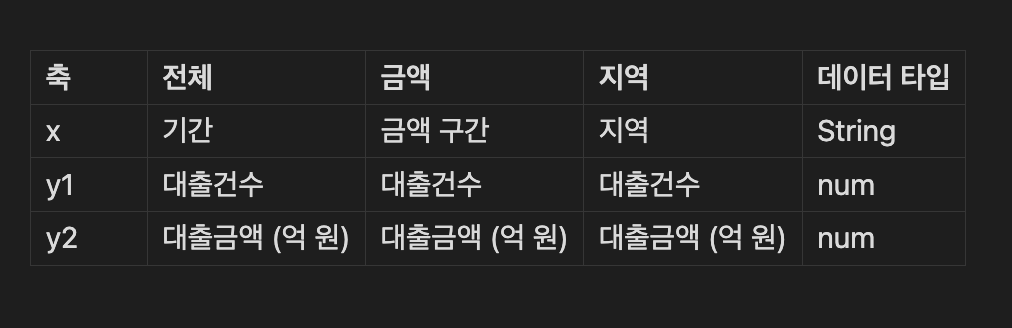 축 전체 금액 지역 데이터 타입
x 기간 금액 구간 지역 String
y1 대출건수 대출건수 대출건수 num
y2 대출금액 (억 원) 대출금액 (억 원) 대출금액 (억 원) num